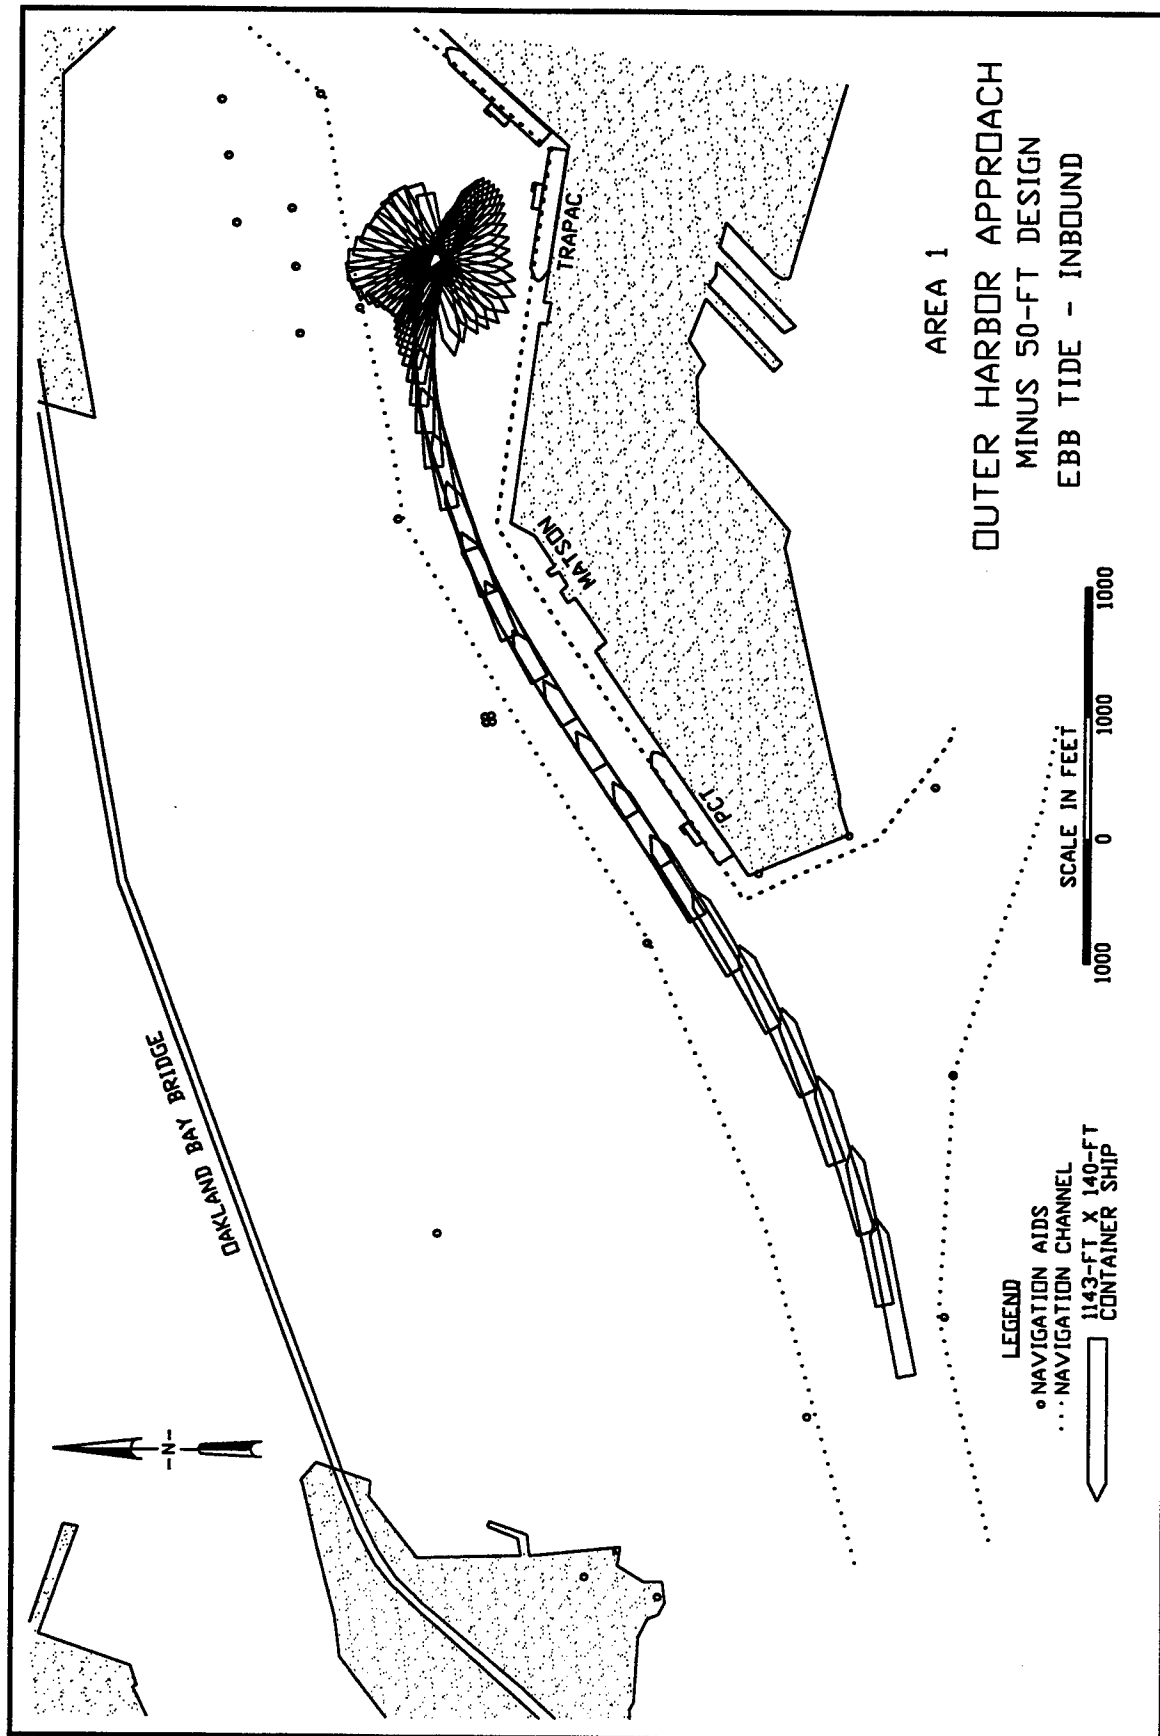 OAKLAND BAY BRIDGE
-N-
TRAPAC
MATSON
PCT
AREA 1
OUTER HARBOR APPROACH
MINUS 50-FT DESIGN
EBB TIDE - INBOUND
LEGEND
NAVIGATION AIDS
NAVIGATION CHANNEL
1143-FT X 140-FT
CONTAINER SHIP
SCALE IN FEET
1000 0 1000 1000